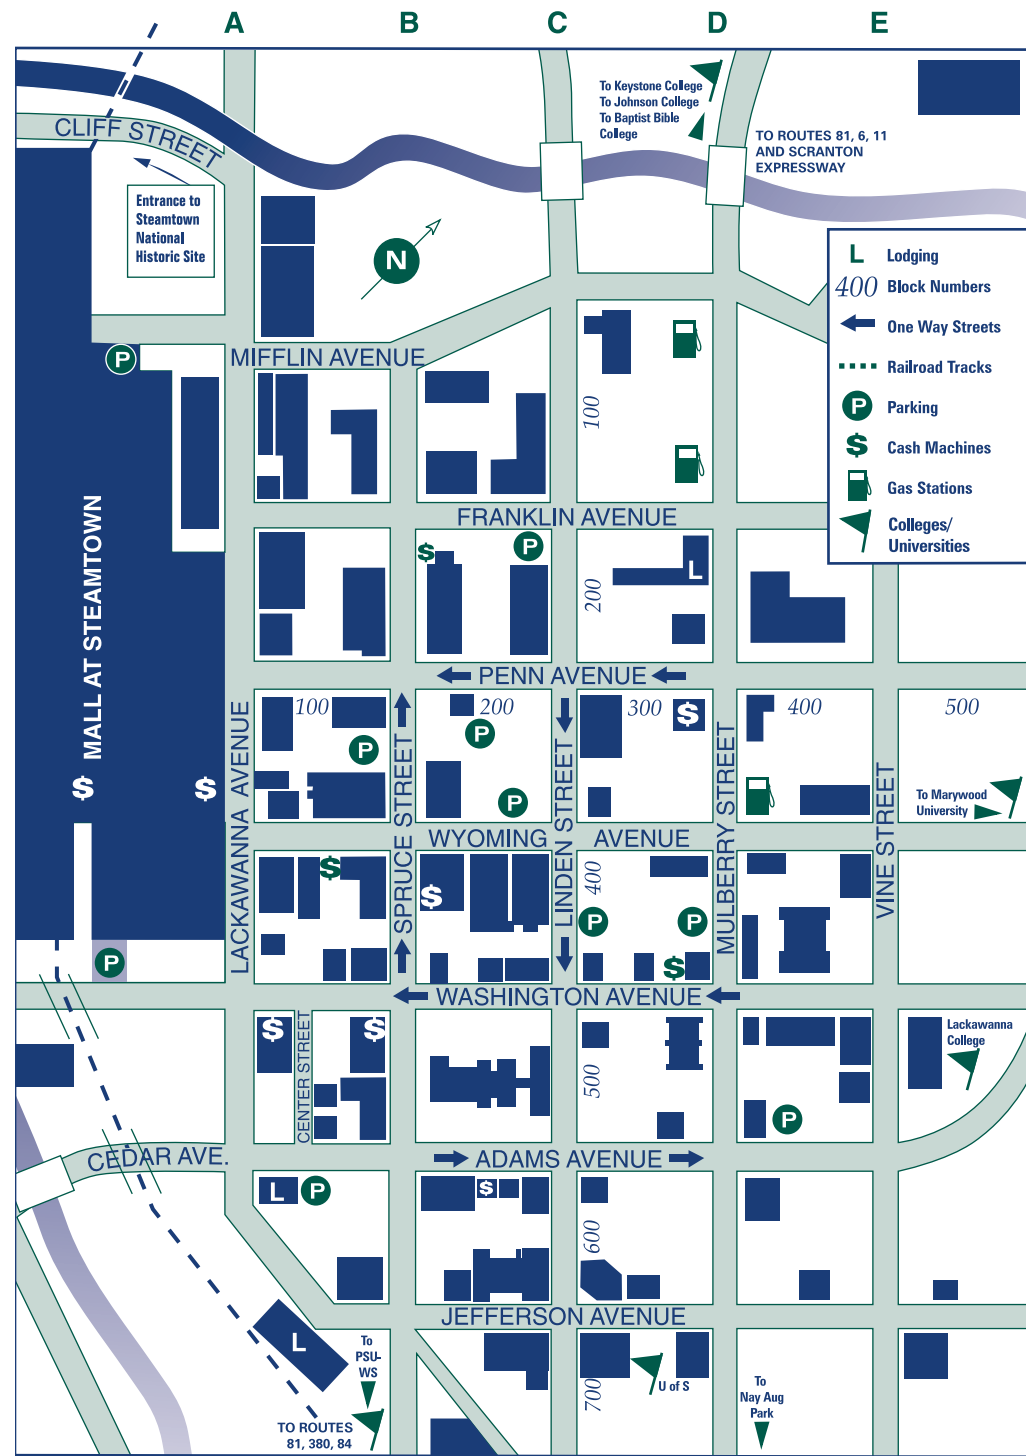 A B C D E
To Keystone College
To Johnson College
To Baptist Bible
College
TO ROUTES 81, 6, 11
AND SCRANTON
EXPRESSWAY
CLIFF STREET
Entrance to
Steamtown
National
Historic Site
N
L Lodging
400 Block Numbers
One Way Streets
Railroad Tracks
P Parking
$ Cash Machines
Gas Stations
Colleges/
Universities
P
MIFFLIN AVENUE
100
MALL AT STEAMTOWN
FRANKLIN AVENUE
$
P
L
200
PENN AVENUE
100
200
300
$
400
500
P
P
P
$
$
LACKAWANNA AVENUE
SPRUCE STREET
LINDEN STREET
MULBERRY STREET
VINE STREET
To Marywood
University
WYOMING AVENUE
$
$
400
P
P
$
P
WASHINGTON AVENUE
$
$
CENTER STREET
500
Lackawanna
College
P
CEDAR AVE.
ADAMS AVENUE
L
P
$
600
JEFFERSON AVENUE
L
To
PSU-
WS
700
U of S
To
Nay Aug
Park
TO ROUTES
81, 380, 84